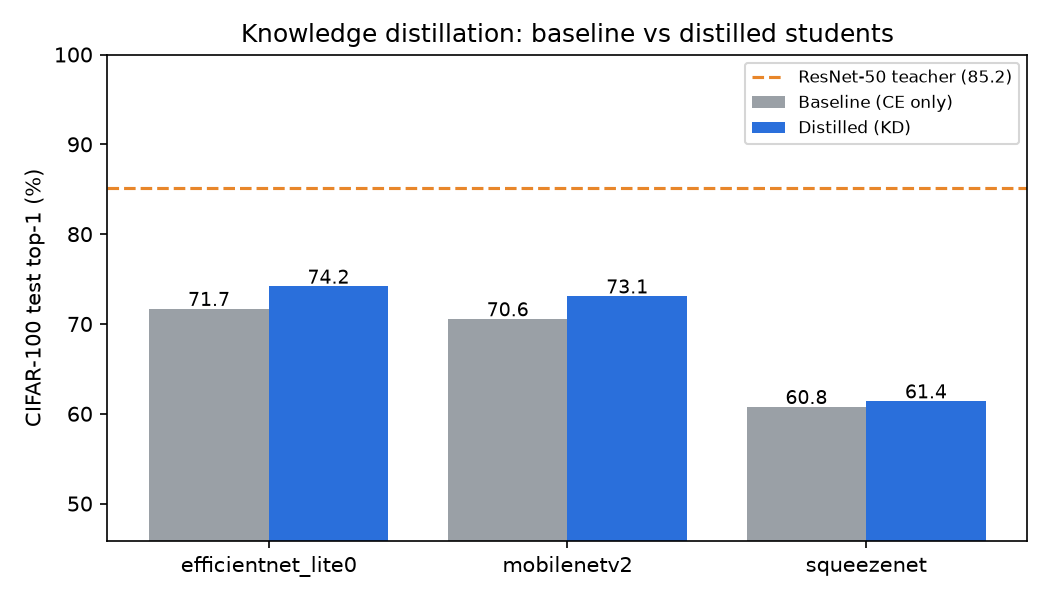 Knowledge distillation: baseline vs distilled students
CIFAR-100 test top-1 (%)
100
90
80
70
60
50
ResNet-50 teacher (85.2)
Baseline (CE only)
Distilled (KD)
71.7
74.2
70.6
73.1
60.8
61.4
efficientnet_lite0
mobilenetv2
squeezenet